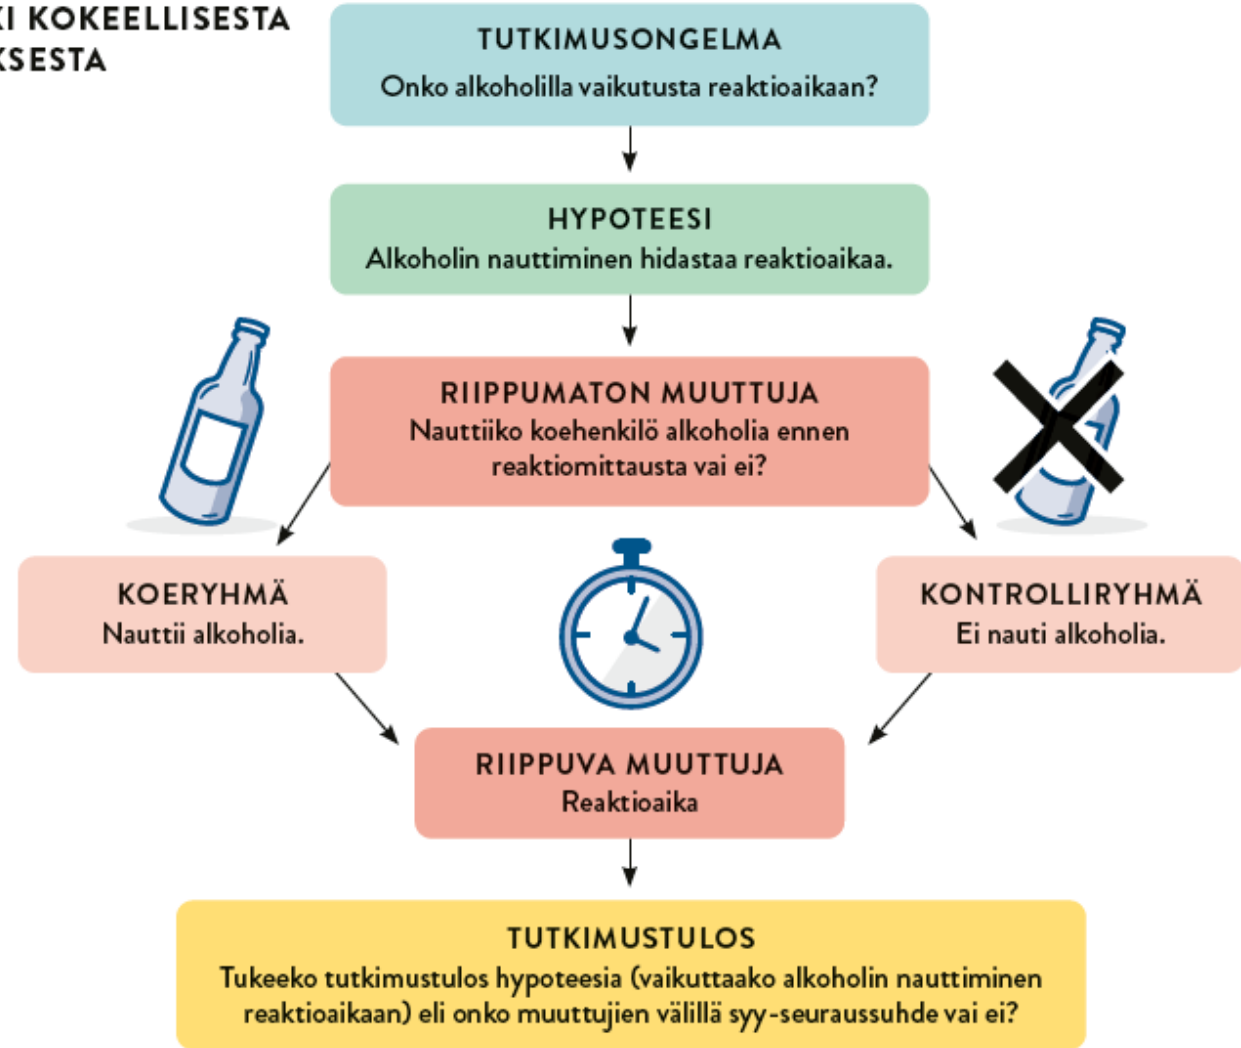 KI KOKEELLISESTA
KSESTA
TUTKIMUSONGELMA
Onko alkoholilla vaikutusta reaktioaikaan?
HYPOTEESI
Alkoholin nauttiminen hidastaa reaktioaikaa.
RIIPPUMATON MUUTTUJA
Nauttiiko koehenkilö alkoholia ennen
reaktiomittausta vai ei?
KOERYHMÄ
Nauttii alkoholia.
KONTROLLIRYHMÄ
Ei nauti alkoholia.
RIIPPUVA MUUTTUJA
Reaktioaika
TUTKIMUSTULOS
Tukeeko tutkimustulos hypoteesia (vaikuttaako alkoholin nauttiminen
reaktioaikaan) eli onko muuttujien välillä syy-seuraussuhde vai ei?